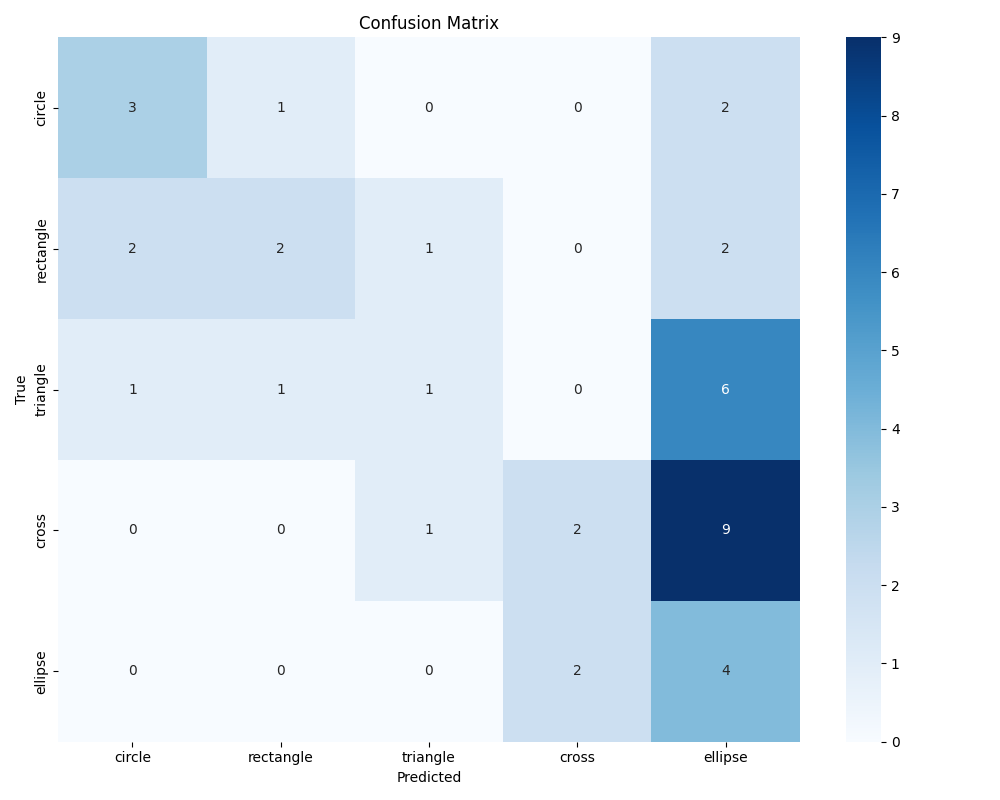 Confusion Matrix
True
circle 3 1 0 0 2
rectangle 2 2 1 0 2
triangle 1 1 1 0 6
cross 0 0 1 2 9
ellipse 0 0 0 2 4
circle rectangle triangle cross ellipse
Predicted
9
8
7
6
5
4
3
2
1
0